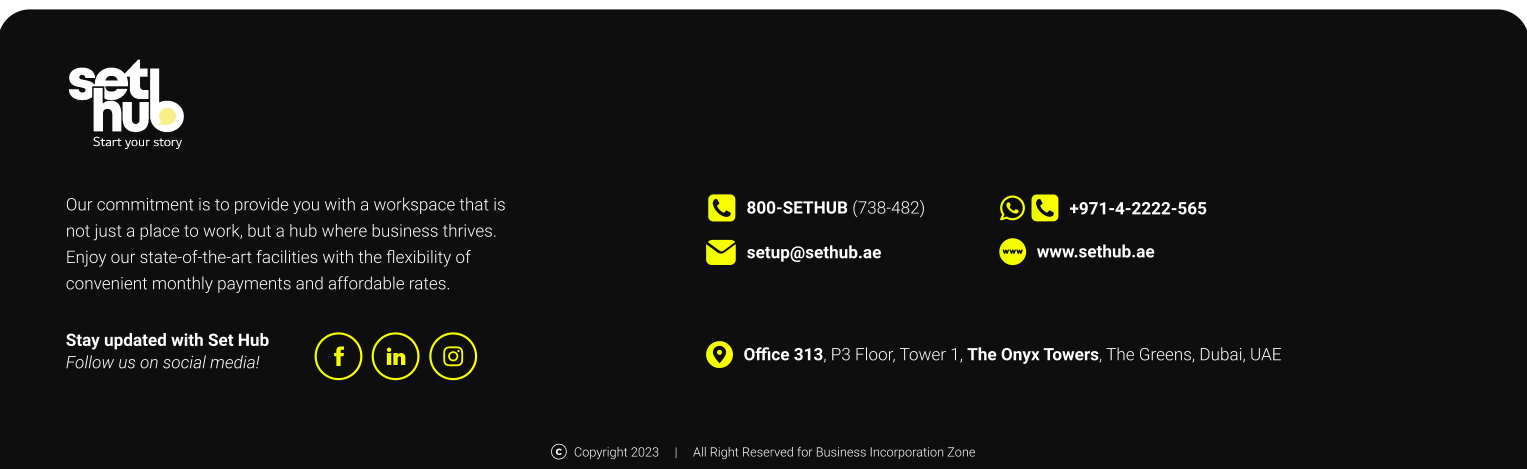 set
hub
Start your story
Our commitment is to provide you with a workspace that is
not just a place to work, but a hub where business thrives.
Enjoy our state-of-the-art facilities with the flexibility of
convenient monthly payments and affordable rates.
Stay updated with Set Hub
Follow us on social media!
f in
800-SETHUB (738-482)
+971-4-2222-565
setup@sethub.ae
www www.sethub.ae
Office 313, P3 Floor, Tower 1, The Onyx Towers, The Greens, Dubai, UAE
© Copyright 2023 | All Right Reserved for Business Incorporation Zone